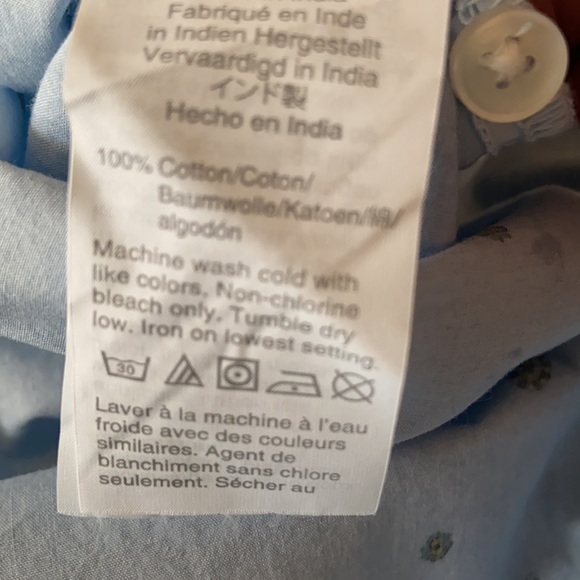 Fabriqué en Inde
in Indien Hergestellt
Vervaardigd in India
インド製
Hecho en India
100% Cotton/Coton/
Baumwolle/Katoen/綿/
algodón
Machine wash cold with
like colors. Non-chlorine
bleach only. Tumble dry
low. Iron on lowest setting.
30
Laver à la machine à l'eau
froide avec des couleurs
similaires. Agent de
blanchiment sans chlore
seulement. Sécher au